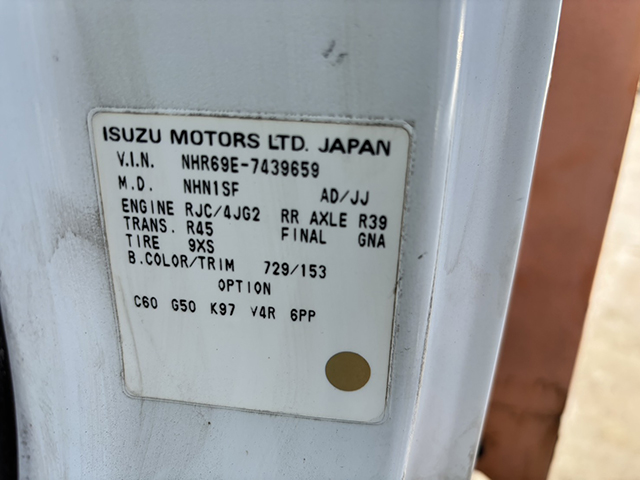 ISUZU MOTORS LTD. JAPAN
V.I.N. NHR69E-7439659
M.D. NHN1SF AD/JJ
ENGINE RJC/4JG2 RR AXLE R39
TRANS. R45 FINAL GNA
TIRE 9XS
B.COLOR/TRIM 729/153
OPTION
C60 G50 K97 V4R 6PP